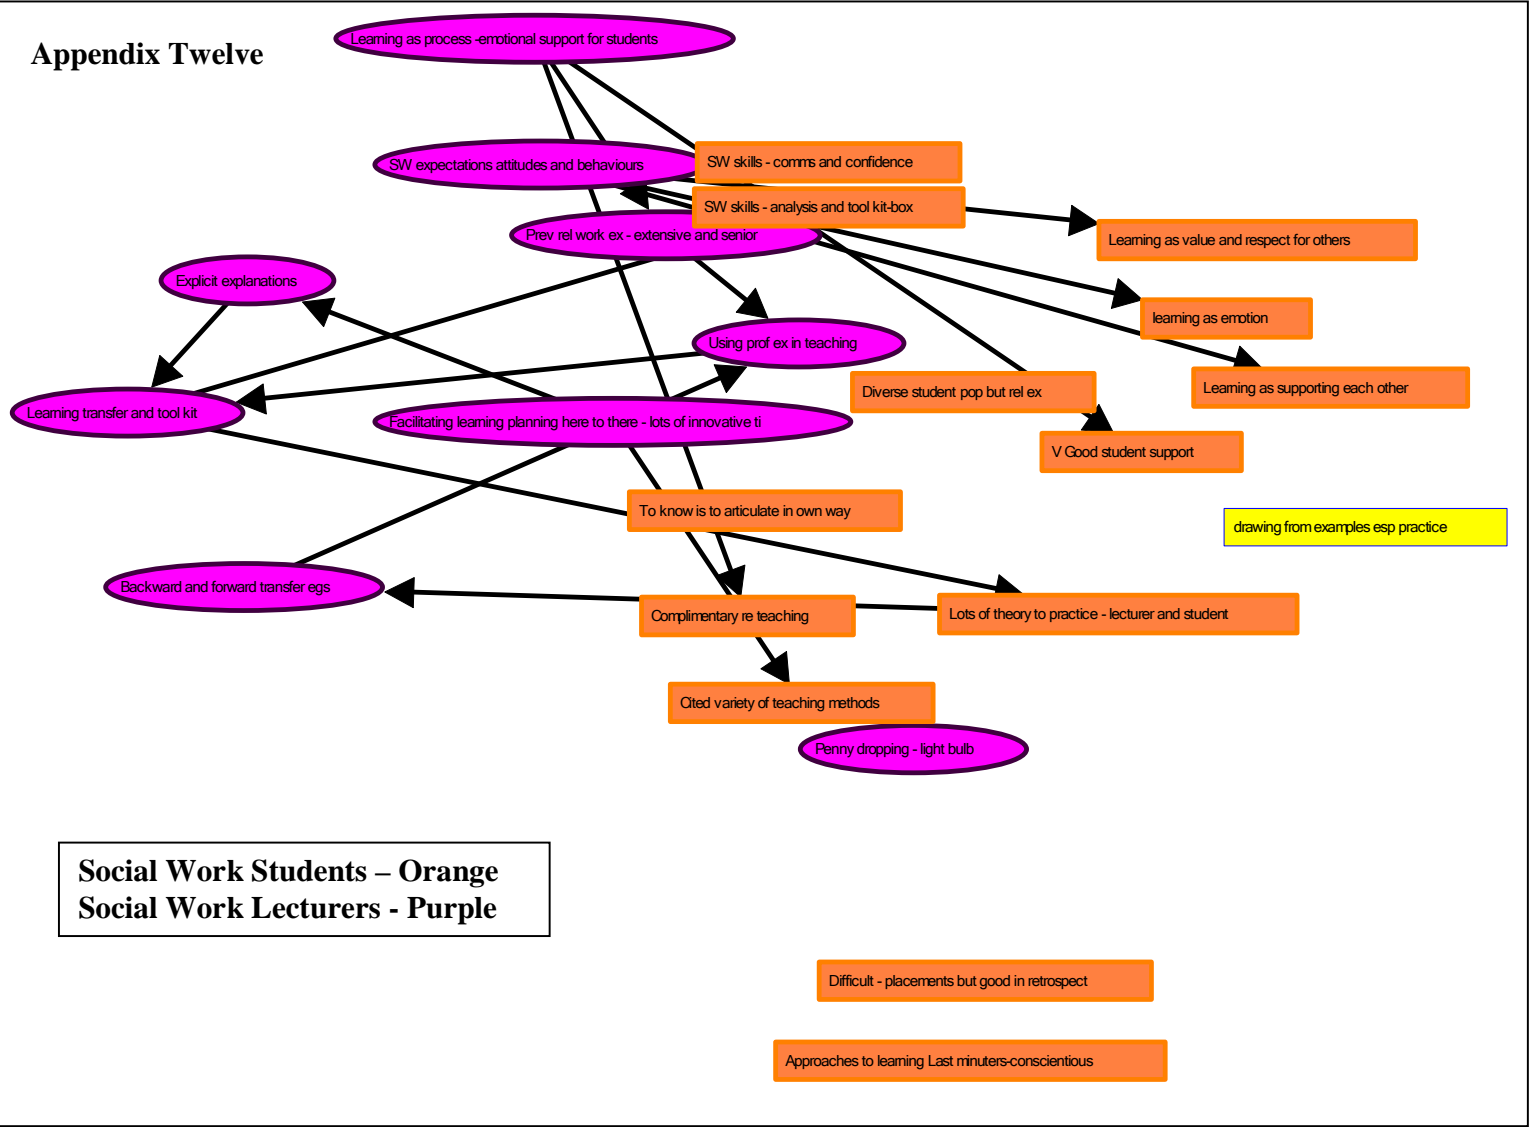 Learning as process -emotional support for students
Appendix Twelve
SW expectations attitudes and behaviours
SW skills - comms and confidence
SW skills - analysis and tool kit-box
Prev rel work ex - extensive and senior
Learning as value and respect for others
Explicit explanations
learning as emotion
Using prof ex in teaching
Diverse student pop but rel ex
Learning as supporting each other
Learning transfer and tool kit
Facilitating learning planning here to there - lots of innovative ti
V Good student support
To know is to articulate in own way
drawing from examples esp practice
Backward and forward transfer egs
Complimentary re teaching
Lots of theory to practice - lecturer and student
Cited variety of teaching methods
Penny dropping - light bulb
Social Work Students – Orange
Social Work Lecturers - Purple
Difficult - placements but good in retrospect
Approaches to learning Last minuters-conscientious